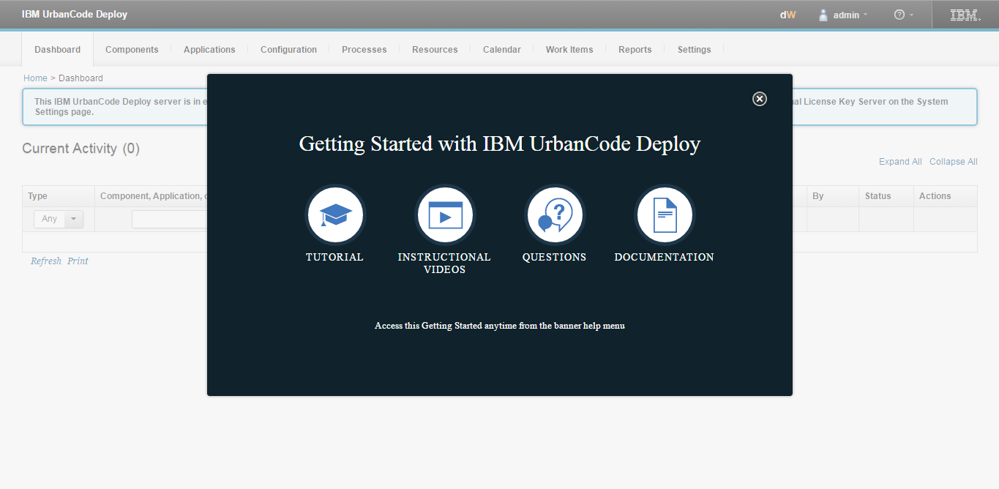 IBM UrbanCode Deploy
dW
admin
?
IBM.
Dashboard Components Applications Configuration Processes Resources Calendar Work Items Reports Settings
Home > Dashboard
This IBM UrbanCode Deploy server is in
License Key Server on the System
Settings page.
Current Activity (0)
Expand All Collapse All
Type
Component, Application,
By
Status
Actions
Any
Refresh Print
Getting Started with IBM UrbanCode Deploy
?
TUTORIAL
INSTRUCTIONAL
VIDEOS
QUESTIONS
DOCUMENTATION
Access this Getting Started anytime from the banner help menu